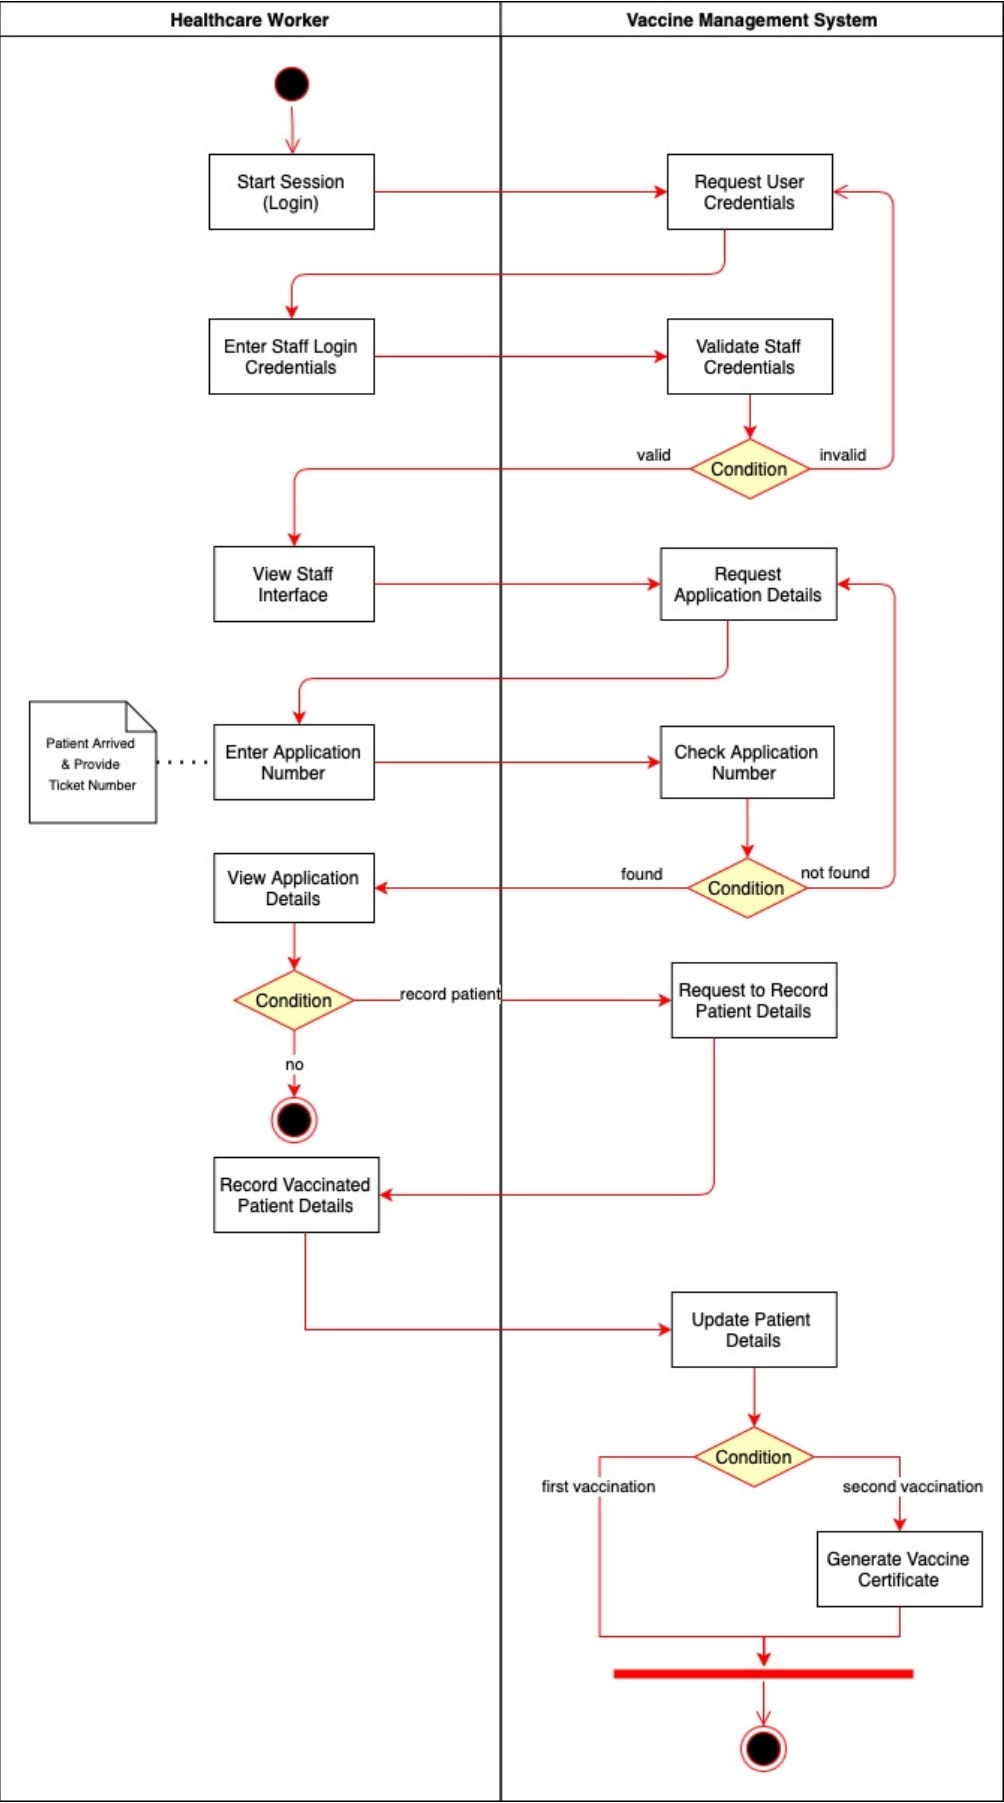 Healthcare Worker
Vaccine Management System
Start Session
(Login)
Request User
Credentials
Enter Staff Login
Credentials
Validate Staff
Credentials
valid
Condition
invalid
View Staff
Interface
Request
Application Details
Patient Arrived
& Provide
Ticket Number
Enter Application
Number
Check Application
Number
View Application
Details
found
Condition
not found
Condition
record patient
Request to Record
Patient Details
no
Record Vaccinated
Patient Details
Update Patient
Details
Condition
first vaccination
second vaccination
Generate Vaccine
Certificate